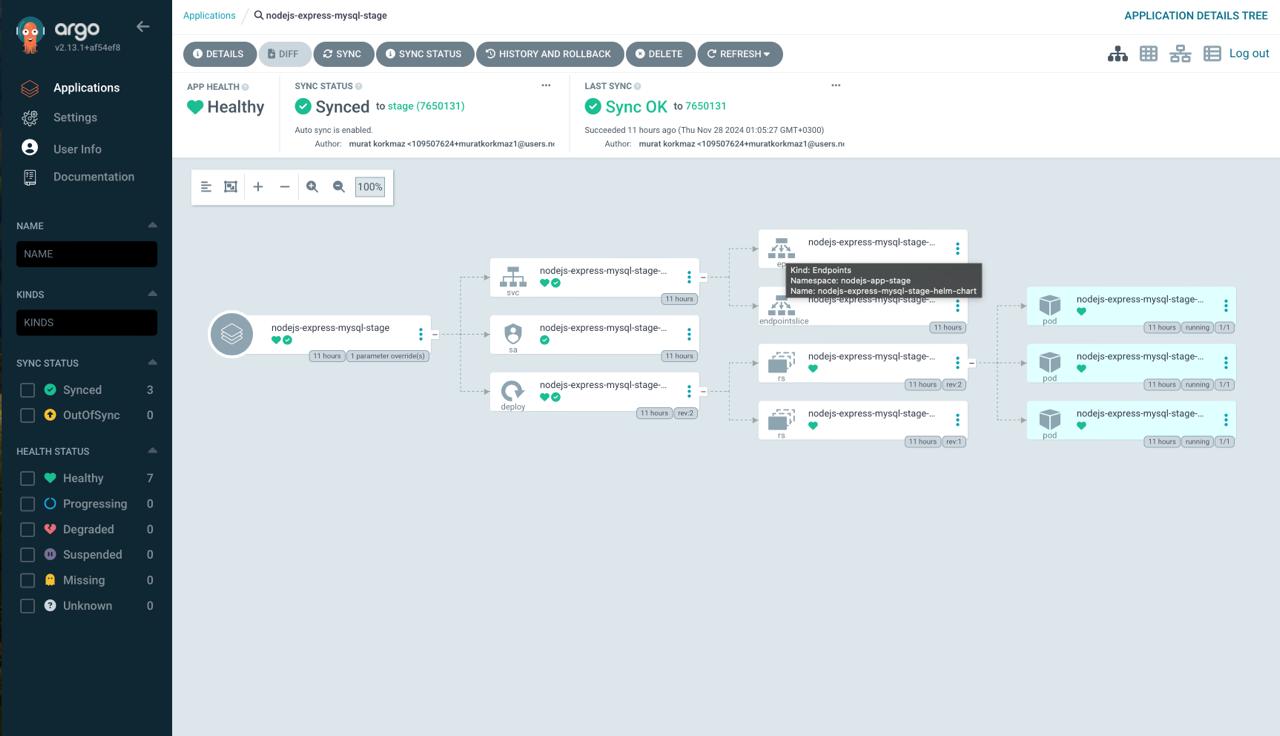 argo
v2.13.1+af54ef8
Applications
Settings
User Info
Documentation
NAME
NAME
KINDS
KINDS
SYNC STATUS
Synced 3
OutOfSync 0
HEALTH STATUS
Healthy 7
Progressing 0
Degraded 0
Suspended 0
Missing 0
Unknown 0
Applications / nodejs-express-mysql-stage
APPLICATION DETAILS TREE
DETAILS DIFF SYNC SYNC STATUS HISTORY AND ROLLBACK DELETE REFRESH
Log out
APP HEALTH
Healthy
SYNC STATUS
Synced to stage (7650131)
Auto sync is enabled.
Author: murat korkmaz <109507624+muratkorkmaz1@users.n
LAST SYNC
Sync OK to 7650131
Succeeded 11 hours ago (Thu Nov 28 2024 01:05:27 GMT+0300)
Author: murat korkmaz <109507624+muratkorkmaz1@users.n
100%
nodejs-express-mysql-stage
11 hours 1 parameter override(s)
nodejs-express-mysql-stage-...
svc
11 hours
nodejs-express-mysql-stage-...
sa
11 hours
nodejs-express-mysql-stage-...
deploy
11 hours rev:2
nodejs-express-mysql-stage-...
Kind: Endpoints
Namespace: nodejs-app-stage
Name: nodejs-express-mysql-stage-helm-chart
nodejs-express-mysql-stage-...
endpointslice
11 hours
nodejs-express-mysql-stage-...
rs
11 hours rev:2
nodejs-express-mysql-stage-...
rs
11 hours rev:1
nodejs-express-mysql-stage-...
pod
11 hours running 1/1
nodejs-express-mysql-stage-...
pod
11 hours running 1/1
nodejs-express-mysql-stage-...
pod
11 hours running 1/1